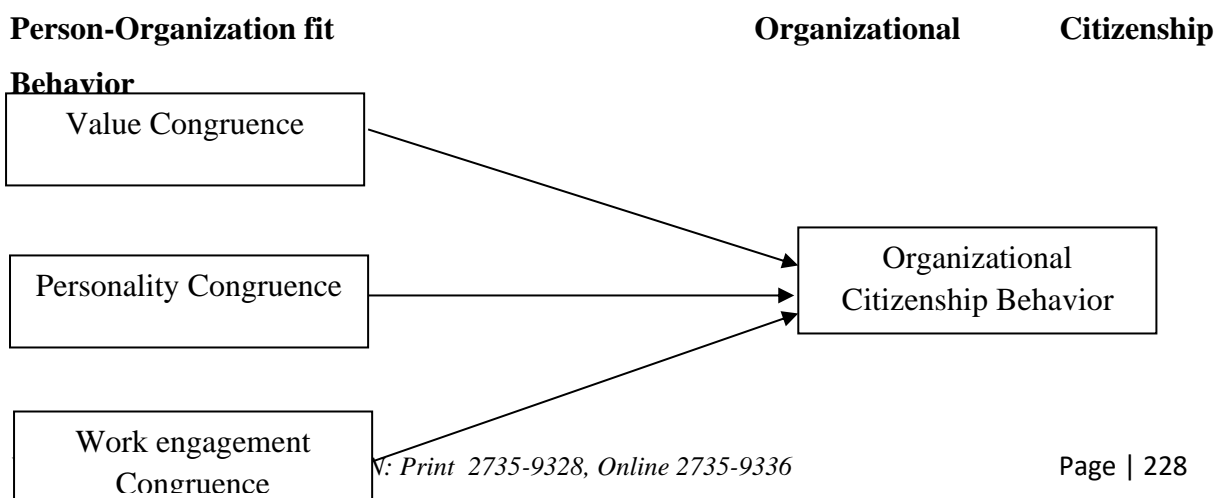 Person-Organization fit Organizational Citizenship
Behavior
Value Congruence
Personality Congruence
Organizational
Citizenship Behavior
Work engagement
Congruence
N: Print 2735-9328, Online 2735-9336 Page | 228